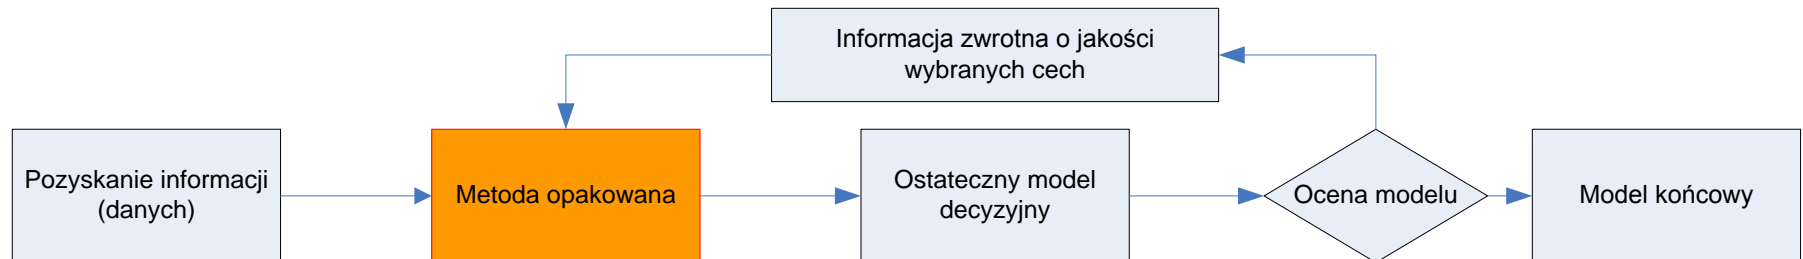 Informacja zwrotna o jakości
wybranych cech
Pozyskanie informacji
(danych)
Metoda opakowana
Ostateczny model
decyzyjny
Ocena modelu
Model końcowy